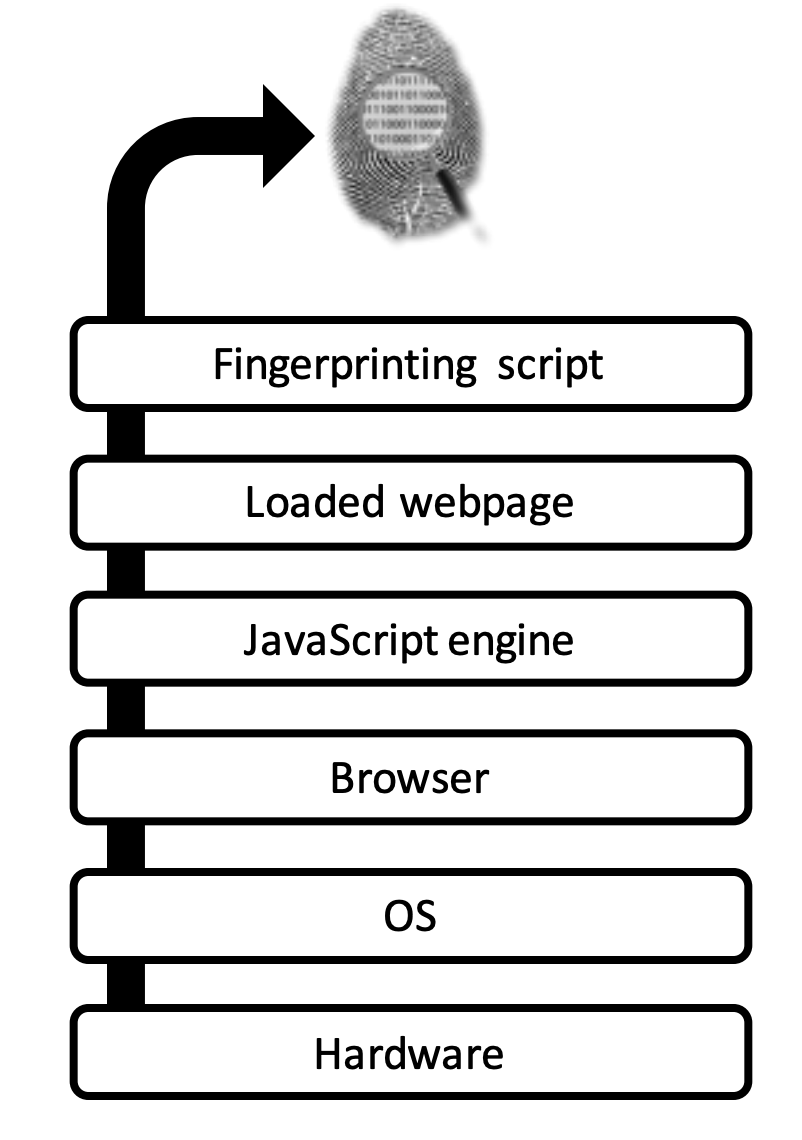 Fingerprinting script
Loaded webpage
JavaScript engine
Browser
OS
Hardware